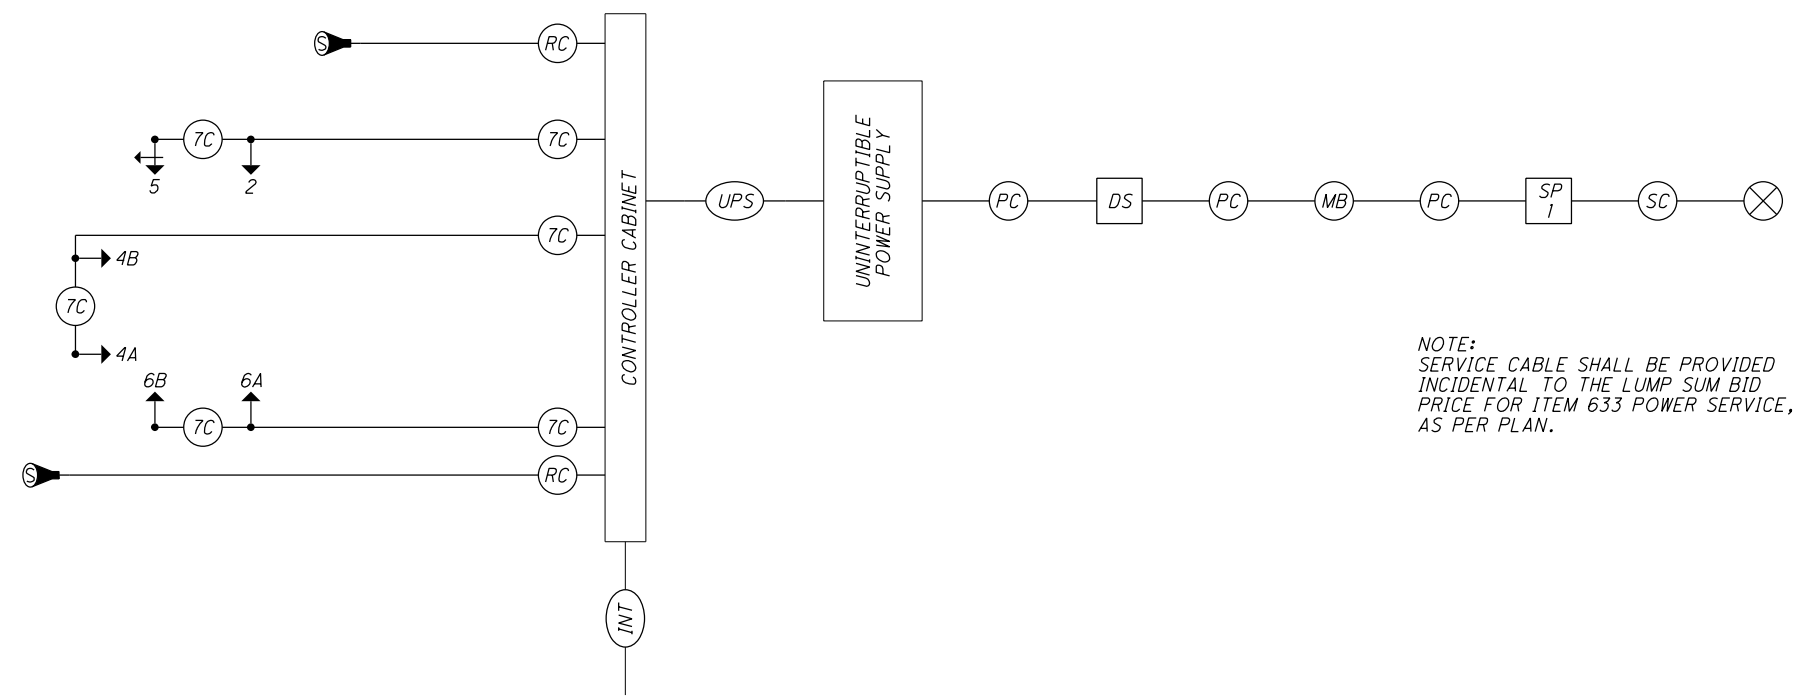 S
RC
7C
7C
5
2
7C
4B
7C
4A
6B
6A
7C
7C
S
RC
CONTROLLER CABINET
INT
UPS
UNINTERRUPTIBLE
POWER SUPPLY
PC
DS
PC
MB
PC
SP
1
SC
NOTE:
SERVICE CABLE SHALL BE PROVIDED
INCIDENTAL TO THE LUMP SUM BID
PRICE FOR ITEM 633 POWER SERVICE,
AS PER PLAN.